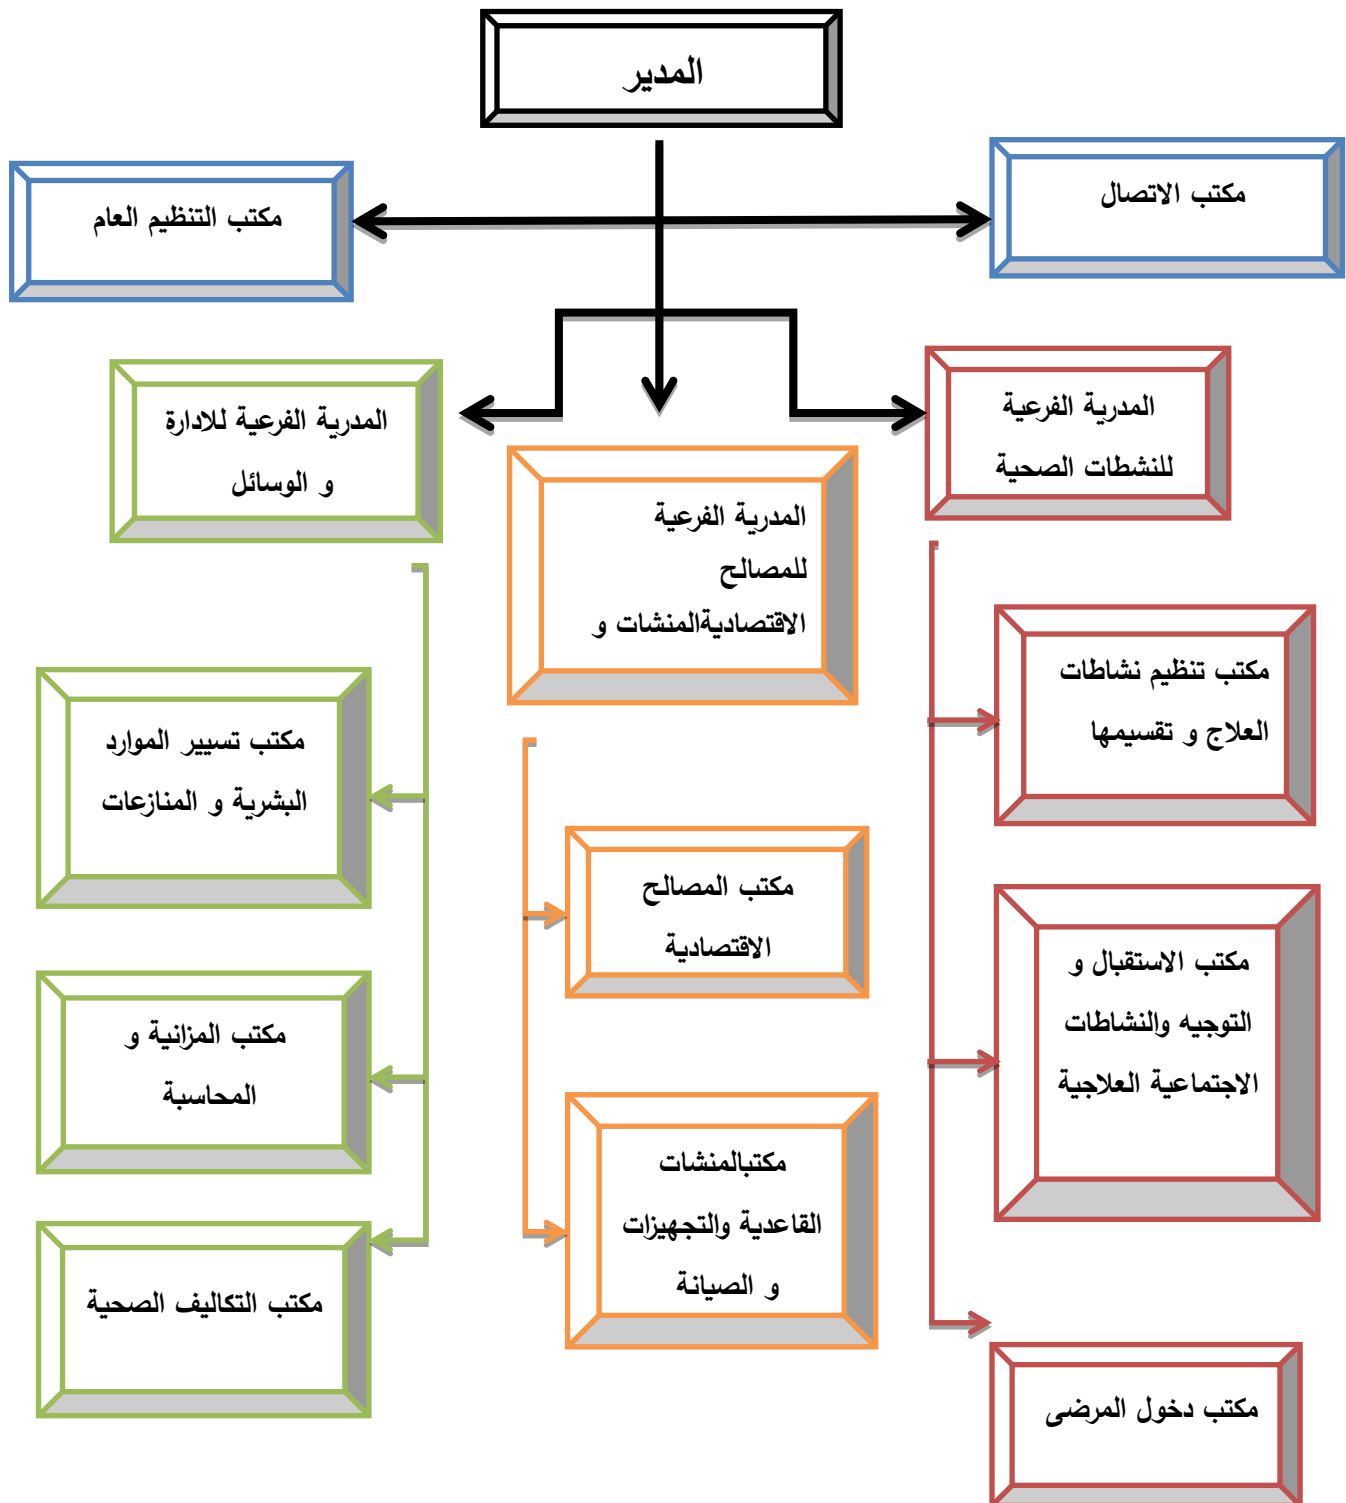 المدير
مكتب الاتصال
مكتب التنظيم العام
المدرية الفرعية
للنشطات الصحية
المدرية الفرعية
للمصالح
الاقتصاديةالمنشات و
المدرية الفرعية للادارة
و الوسائل
مكتب تنظيم نشاطات
العلاج و تقسيمها
مكتب الاستقبال و
التوجيه والنشاطات
الاجتماعية العلاجية
مكتب دخول المرضى
مكتب المصالح
الاقتصادية
مكتبالمنشات
القاعدية والتجهيزات
و الصيانة
مكتب تسيير الموارد
البشرية و المنازعات
مكتب المزانية و
المحاسبة
مكتب التكاليف الصحية